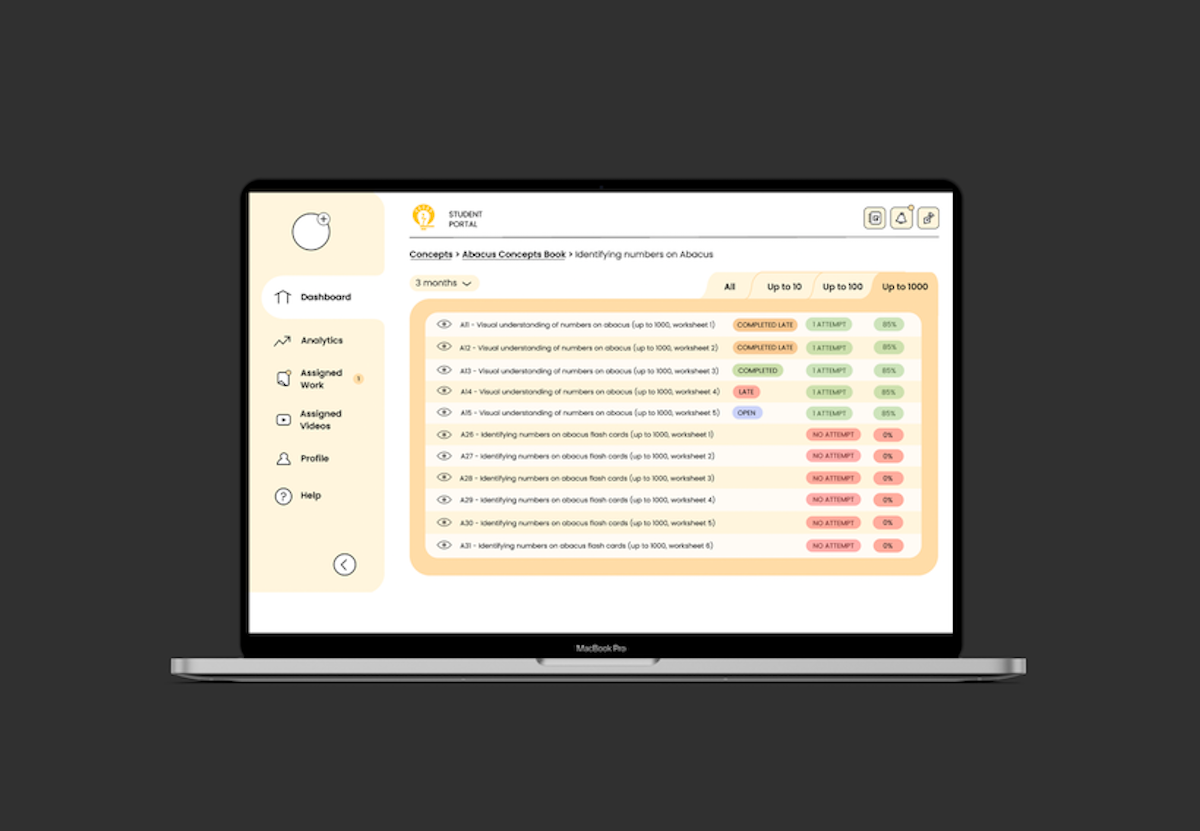 STUDENT
PORTAL
Concepts > Abacus Concepts Book > Identifying numbers on Abacus
3 months
All
Up to 10
Up to 100
Up to 1000
Dashboard
Analytics
Assigned
Work
1
Assigned
Videos
Profile
Help
A11 - Visual understanding of numbers on abacus (up to 1000, worksheet 1) COMPLETED LATE 1 ATTEMPT 85%
A12 - Visual understanding of numbers on abacus (up to 1000, worksheet 2) COMPLETED LATE 1 ATTEMPT 85%
A13 - Visual understanding of numbers on abacus (up to 1000, worksheet 3) COMPLETED 1 ATTEMPT 85%
A14 - Visual understanding of numbers on abacus (up to 1000, worksheet 4) LATE 1 ATTEMPT 85%
A15 - Visual understanding of numbers on abacus (up to 1000, worksheet 5) OPEN 1 ATTEMPT 85%
A26 - Identifying numbers on abacus flash cards (up to 1000, worksheet 1) NO ATTEMPT 0%
A27 - Identifying numbers on abacus flash cards (up to 1000, worksheet 2) NO ATTEMPT 0%
A28 - Identifying numbers on abacus flash cards (up to 1000, worksheet 3) NO ATTEMPT 0%
A29 - Identifying numbers on abacus flash cards (up to 1000, worksheet 4) NO ATTEMPT 0%
A30 - Identifying numbers on abacus flash cards (up to 1000, worksheet 5) NO ATTEMPT 0%
A31 - Identifying numbers on abacus flash cards (up to 1000, worksheet 6) NO ATTEMPT 0%
MacBook Pro